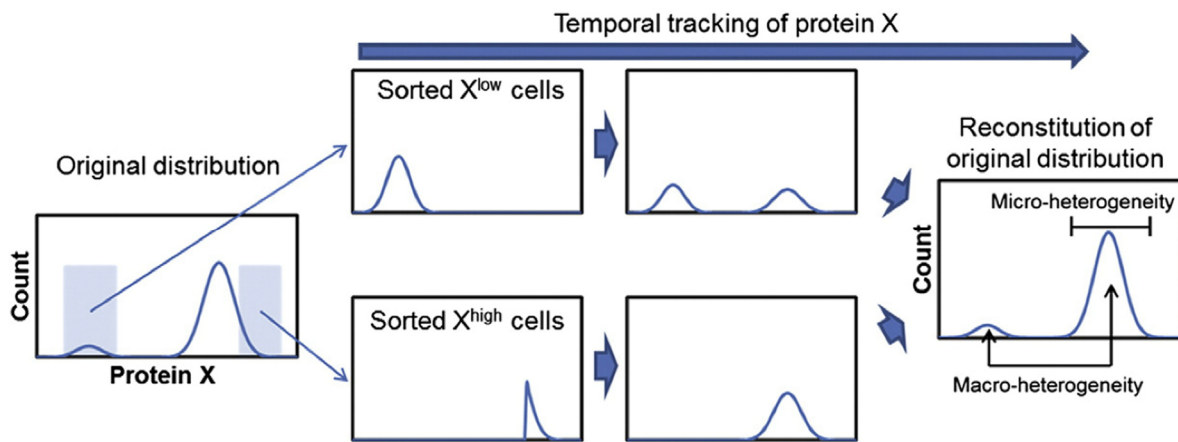 Temporal tracking of protein X
Original distribution
Count
Protein X
Sorted X^low cells
Sorted X^high cells
Reconstitution of
original distribution
Micro-heterogeneity
Count
Macro-heterogeneity